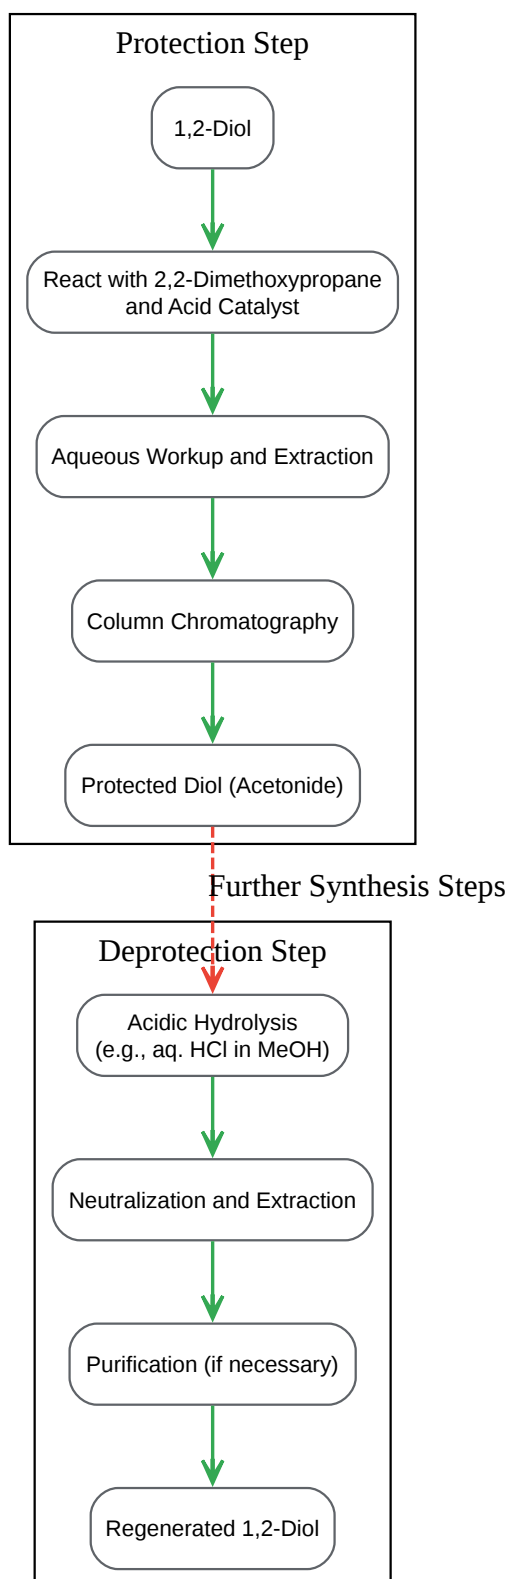 Protection Step
1,2-Diol
React with 2,2-Dimethoxypropane
and Acid Catalyst
Aqueous Workup and Extraction
Column Chromatography
Protected Diol (Acetonide)
Further Synthesis Steps
Deprotection Step
Acidic Hydrolysis
(e.g., aq. HCl in MeOH)
Neutralization and Extraction
Purification (if necessary)
Regenerated 1,2-Diol